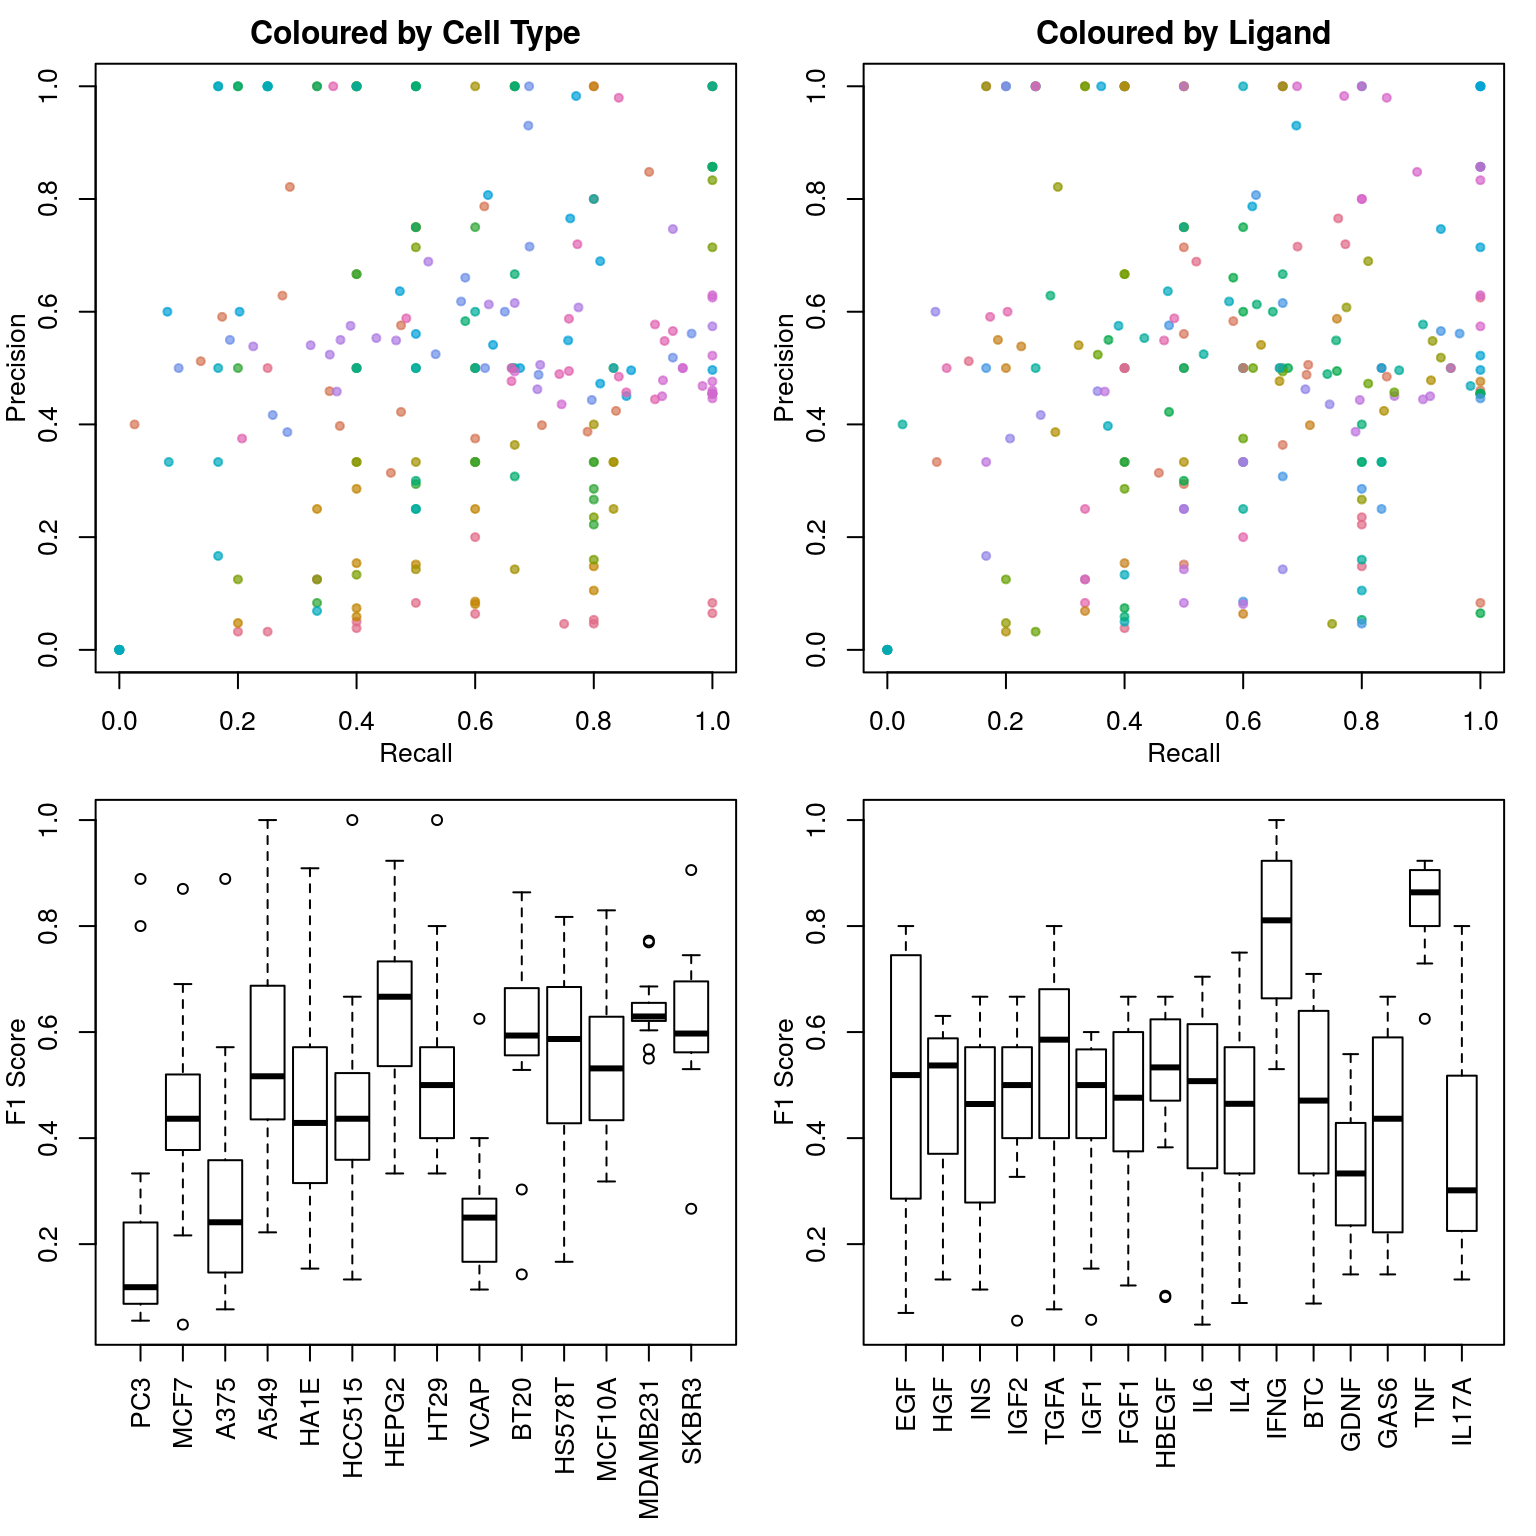 Coloured by Cell Type
Precision
1.0
0.8
0.6
0.4
0.2
0.0
0.0 0.2 0.4 0.6 0.8 1.0
Recall
Coloured by Ligand
Precision
1.0
0.8
0.6
0.4
0.2
0.0
0.0 0.2 0.4 0.6 0.8 1.0
Recall
F1 Score
1.0
0.8
0.6
0.4
0.2
PC3
MCF7
A375
A549
HA1E
HCC515
HEPG2
HT29
VCAP
BT20
HS578T
MCF10A
MDAMB231
SKBR3
F1 Score
1.0
0.8
0.6
0.4
0.2
EGF
HGF
INS
IGF2
TGFA
IGF1
FGF1
HBEGF
IL6
IL4
IFNG
BTC
GDNF
GAS6
TNF
IL17A